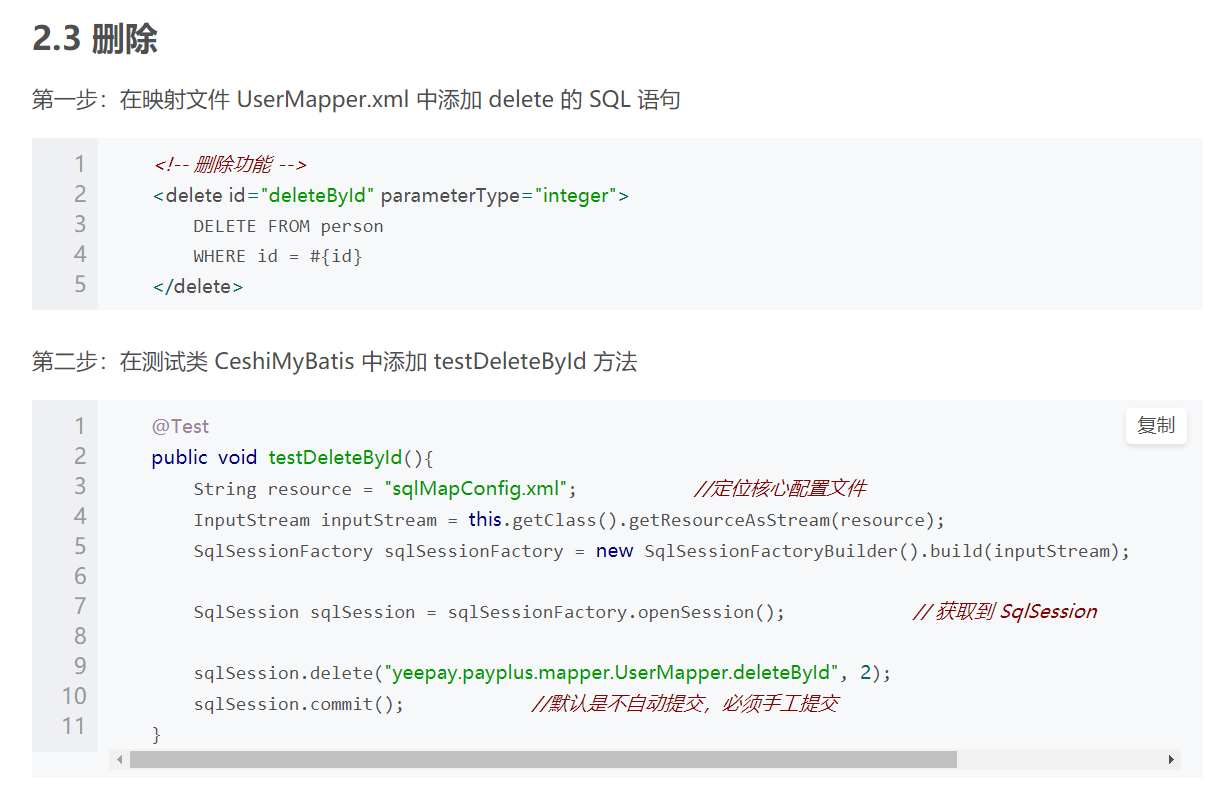 2.3 删除
第一步：在映射文件 UserMapper.xml 中添加 delete 的 SQL 语句
1 <!-- 删除功能 -->
2 <delete id="deleteById" parameterType="integer">
3 DELETE FROM person
4 WHERE id = #{id}
5 </delete>
第二步：在测试类 CeshiMyBatis 中添加 testDeleteById 方法
复制
1 @Test
2 public void testDeleteById(){
3 String resource = "sqlMapConfig.xml"; //定位核心配置文件
4 InputStream inputStream = this.getClass().getResourceAsStream(resource);
5 SqlSessionFactory sqlSessionFactory = new SqlSessionFactoryBuilder().build(inputStream);
6
7 SqlSession sqlSession = sqlSessionFactory.openSession(); // 获取到 SqlSession
8
9 sqlSession.delete("yeepay.payplus.mapper.UserMapper.deleteById", 2);
10 sqlSession.commit(); //默认是不自动提交，必须手工提交
11 }